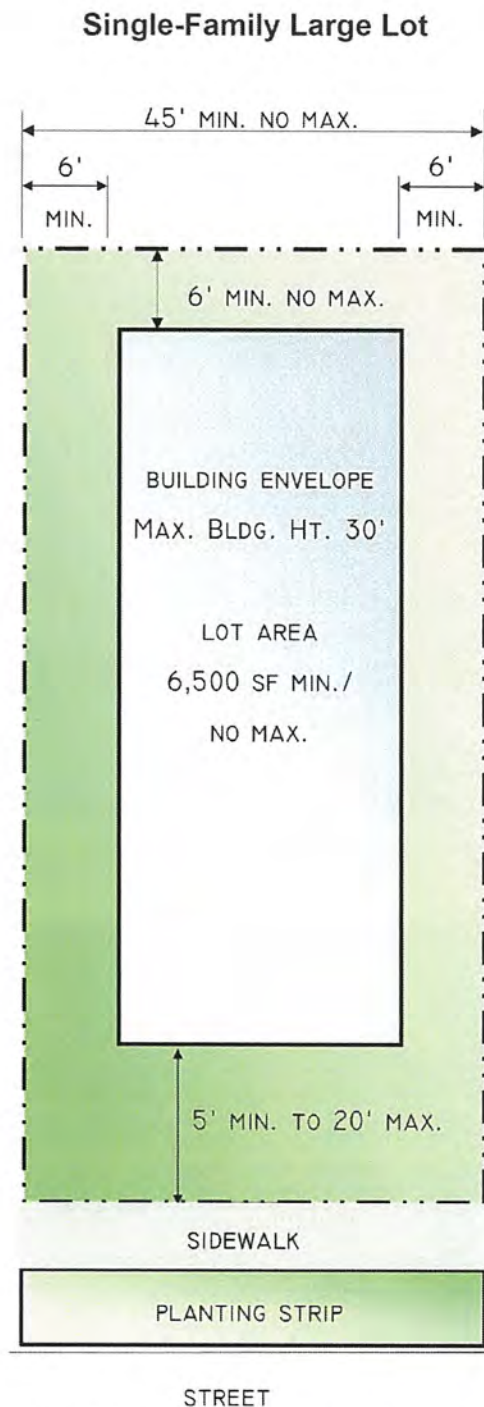 Single-Family Large Lot
45' MIN. NO MAX.
6'
6'
MIN.
MIN.
6' MIN. NO MAX.
BUILDING ENVELOPE
MAX. BLDG. HT. 30'
LOT AREA
6,500 SF MIN./
NO MAX.
5' MIN. TO 20' MAX.
SIDEWALK
PLANTING STRIP
STREET